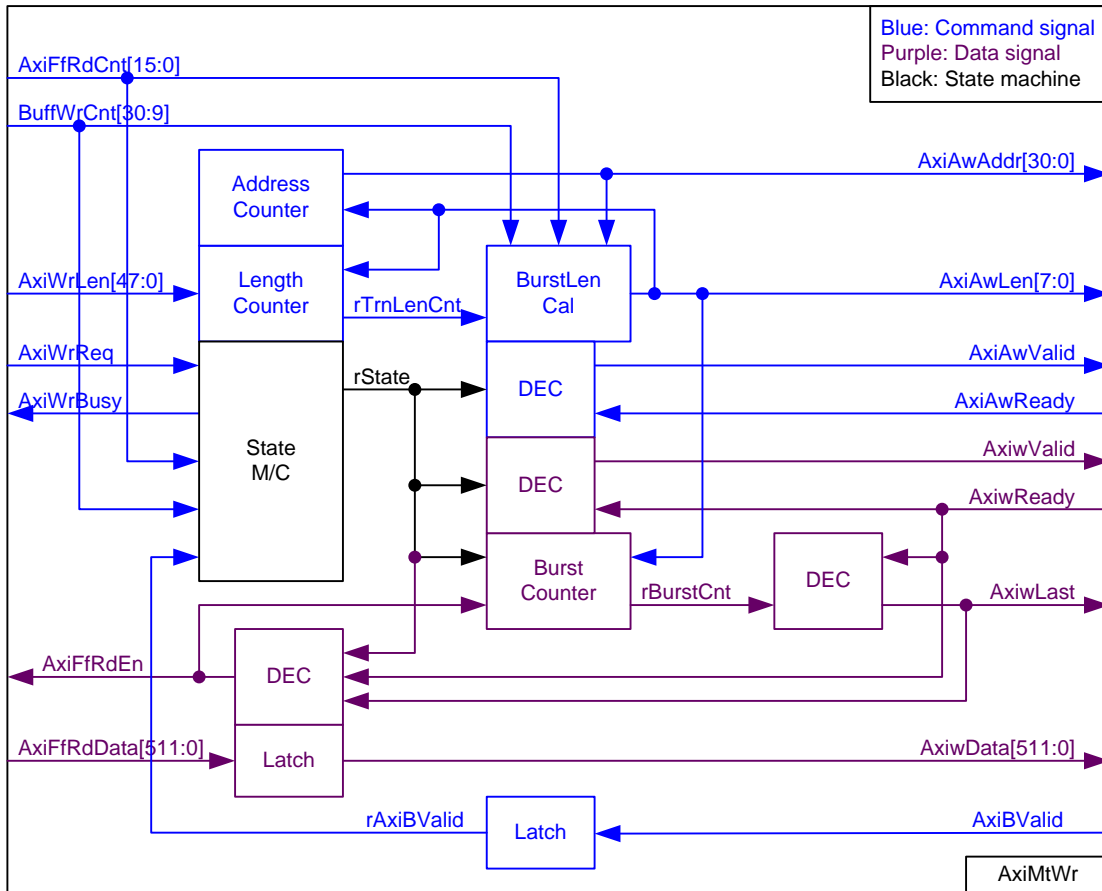 Blue: Command signal
Purple: Data signal
Black: State machine
AxiFfRdCnt[15:0]
BuffWrCnt[30:9]
AxiAwAddr[30:0]
Address
Counter
AxiWrLen[47:0]
Length
Counter
rTrnLenCnt
BurstLen
Cal
AxiAwLen[7:0]
AxiWrReq
AxiAwValid
rState
DEC
AxiWrBusy
AxiAwReady
State
M/C
AxiwValid
DEC
AxiwReady
Burst
Counter
rBurstCnt
DEC
AxiwLast
AxiFfRdEn
DEC
AxiFfRdData[511:0]
Latch
AxiwData[511:0]
rAxiBValid
Latch
AxiBValid
AxiMtWr